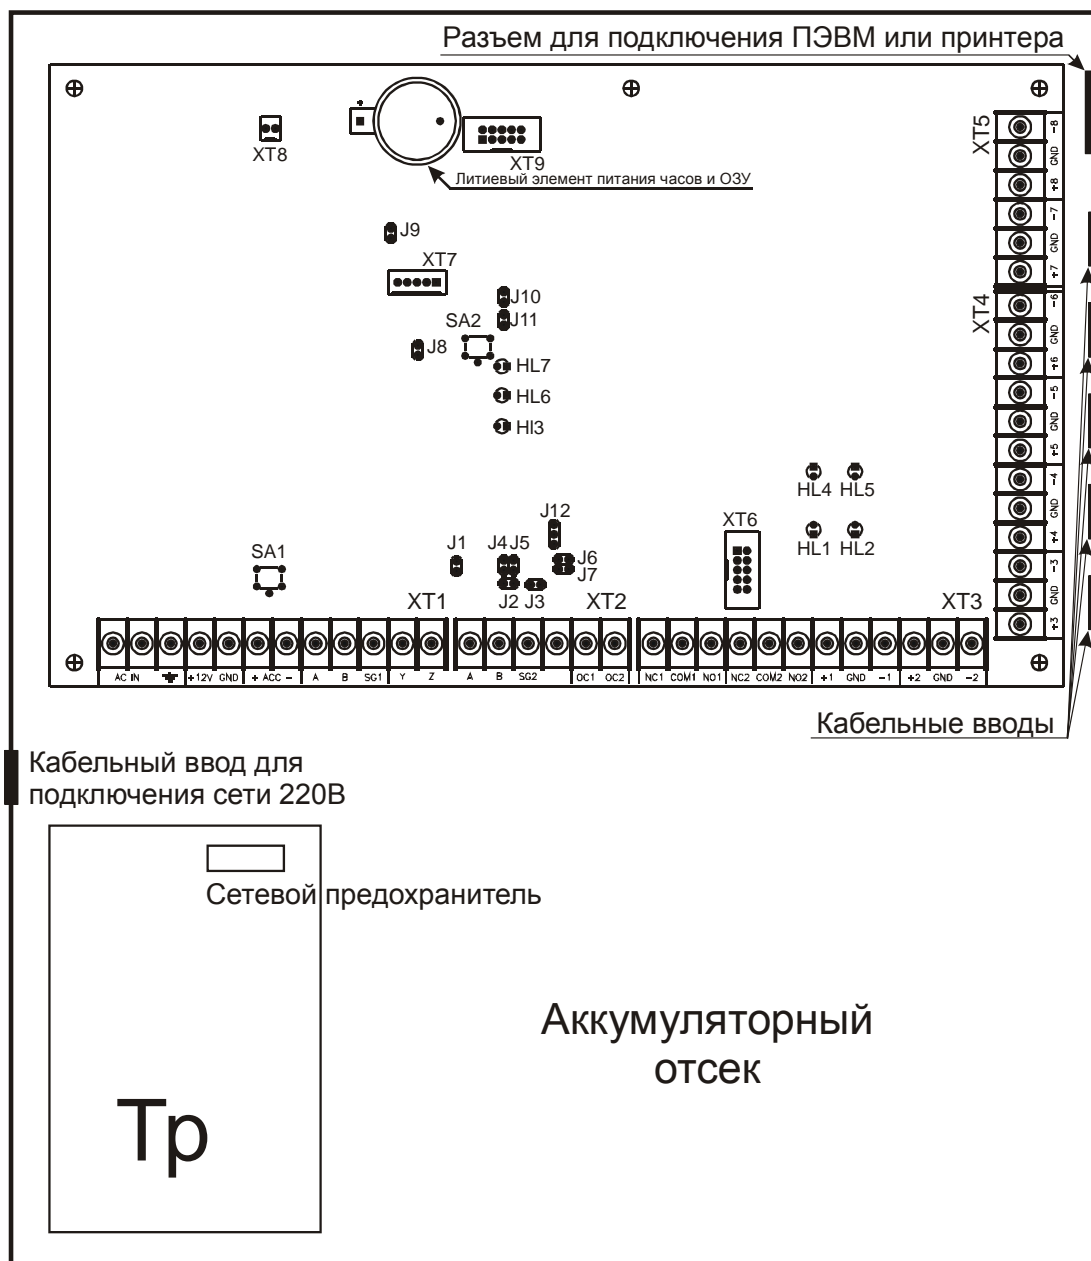 Разъем для подключения ПЭВМ или принтера
XT8
XT9
Литиевый элемент питания часов и ОЗУ
XT5
-8
GND
+8
-7
GND
+7
J9
XT7
J10
SA2
J11
J8
HL7
HL6
HI3
XT4
-6
GND
+6
-5
GND
+5
-4
GND
+4
-3
GND
+3
HL4 HL5
HL1 HL2
J12
XT6
SA1
J1
J4 J5
J6
J7
J2 J3
XT1
XT2
XT3
AC IN +12V GND + ACC - A B SG1 Y Z A B SG2 OC1 OC2 NC1 COM1 NO1 NC2 COM2 NO2 +1 GND -1 +2 GND -2
Кабельные вводы
Кабельный ввод для
подключения сети 220В
Сетевой предохранитель
Аккумуляторный
отсек
Тр